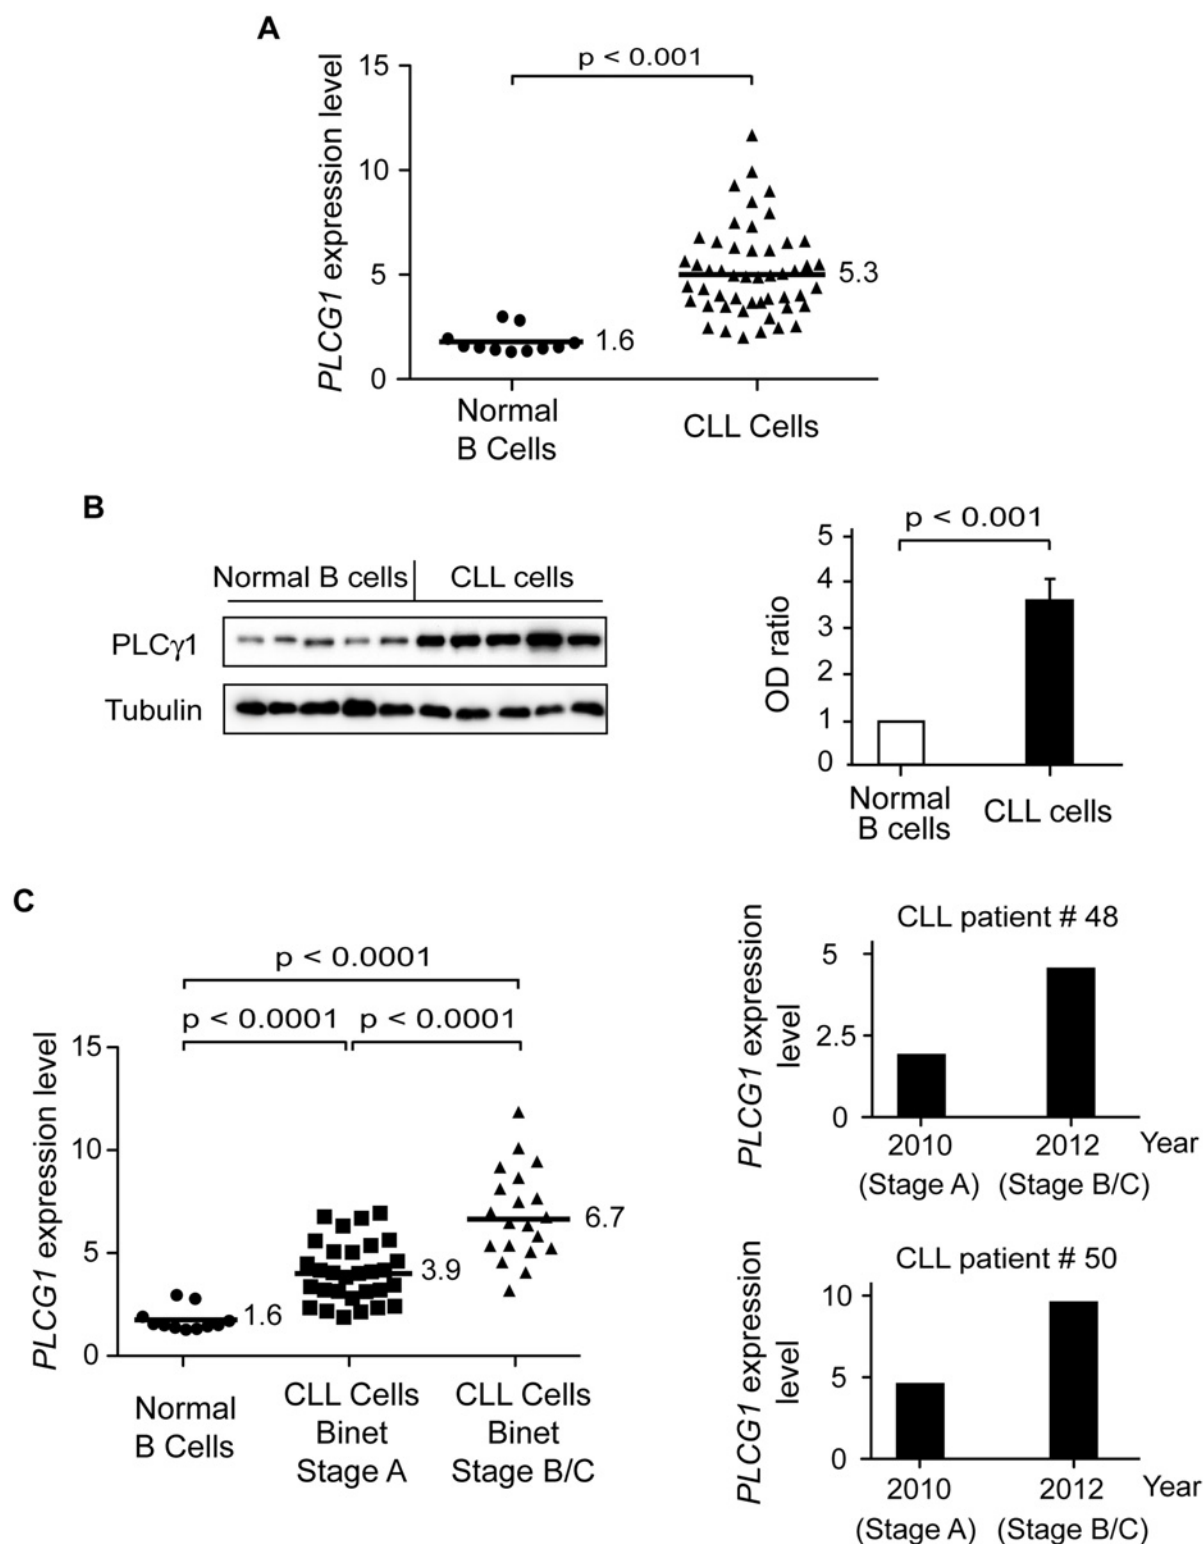 A
p < 0.001
PLCG1 expression level
15
10
5
0
5.3
1.6
Normal
B Cells
CLL Cells
B
Normal B cells
CLL cells
PLCγ1
Tubulin
p < 0.001
OD ratio
5
4
3
2
1
0
Normal
B cells
CLL cells
C
p < 0.0001
p < 0.0001
p < 0.0001
PLCG1 expression level
15
10
5
0
1.6
3.9
6.7
Normal
B Cells
CLL Cells
Binet
Stage A
CLL Cells
Binet
Stage B/C
CLL patient # 48
PLCG1 expression
level
5
2.5
0
2010
2012
Year
(Stage A)
(Stage B/C)
CLL patient # 50
PLCG1 expression
level
10
5
0
2010
2012
Year
(Stage A)
(Stage B/C)